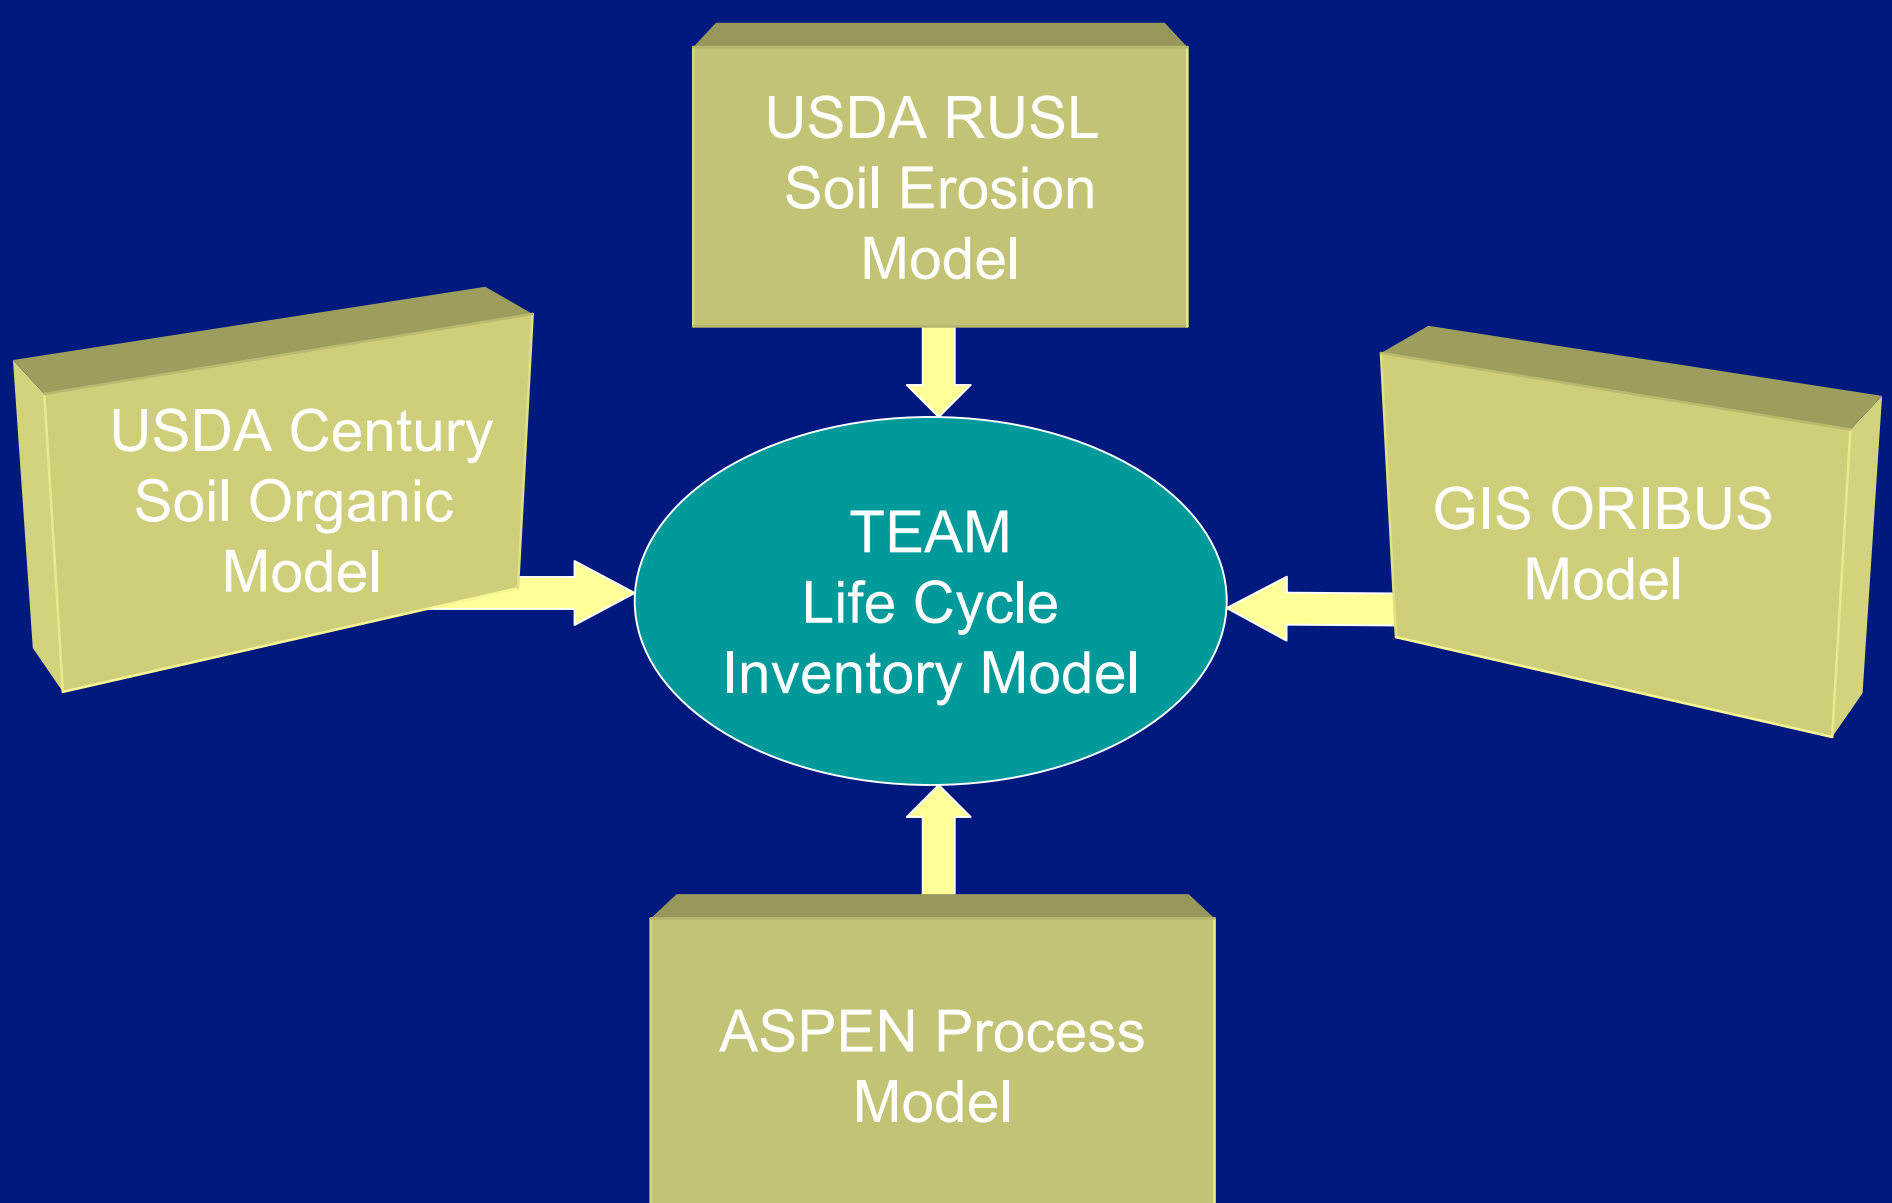 USDA RUSL
Soil Erosion
Model
USDA Century
Soil Organic
Model
TEAM
Life Cycle
Inventory Model
GIS ORIBUS
Model
ASPEN Process
Model